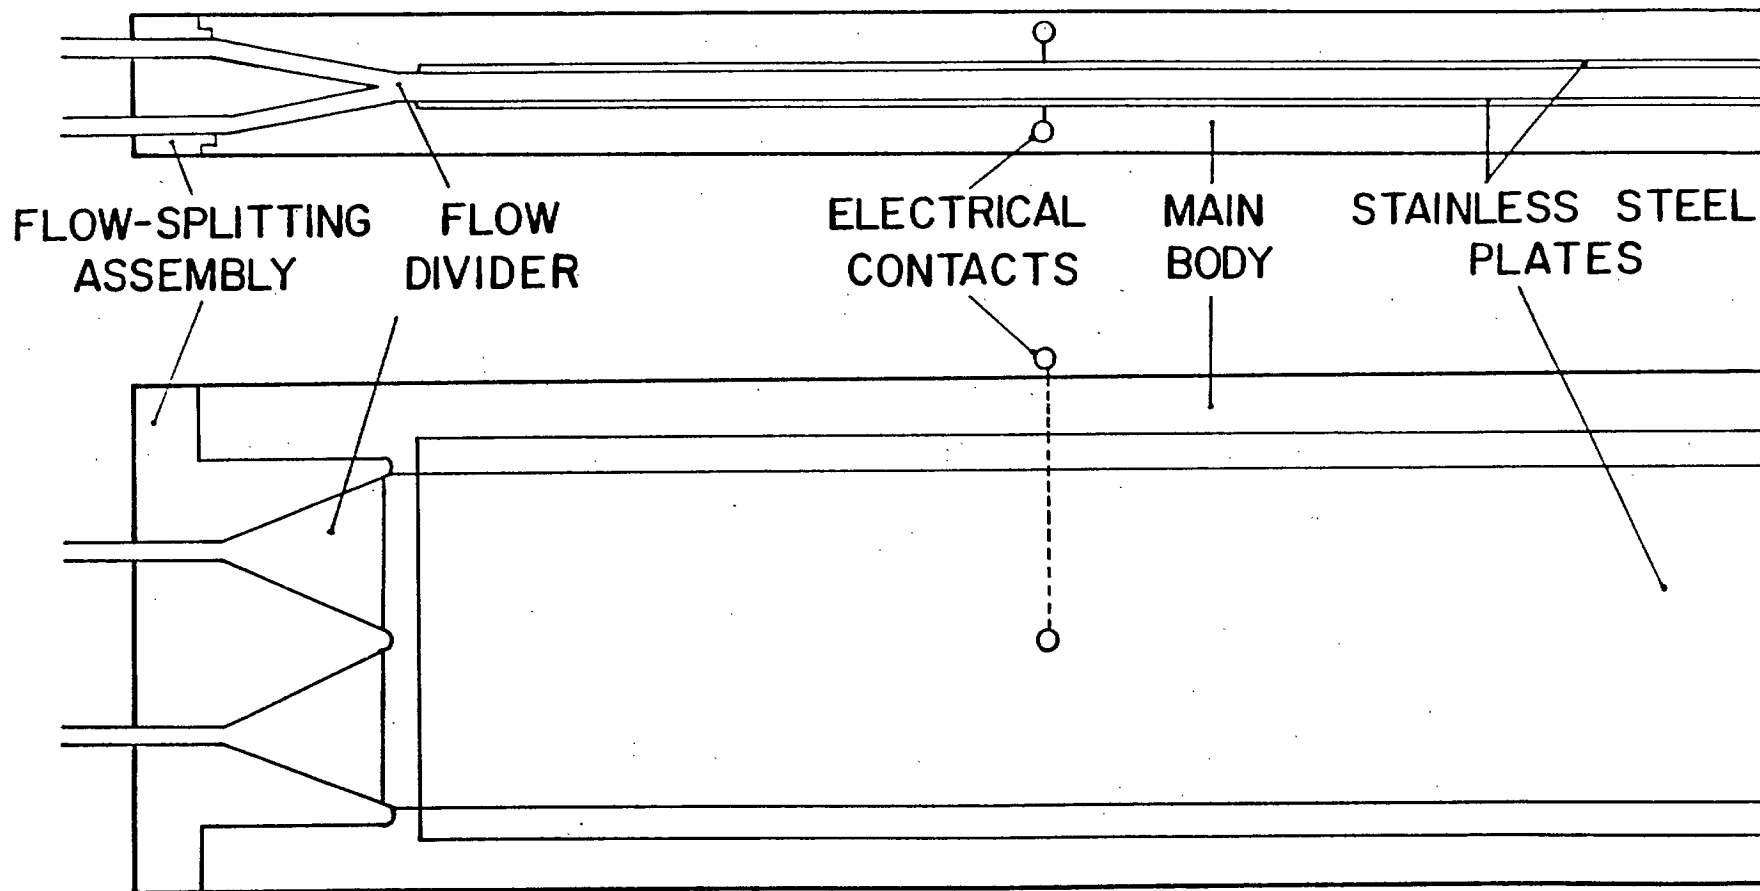 FLOW-SPLITTING
ASSEMBLY
FLOW
DIVIDER
ELECTRICAL
CONTACTS
MAIN
BODY
STAINLESS STEEL
PLATES